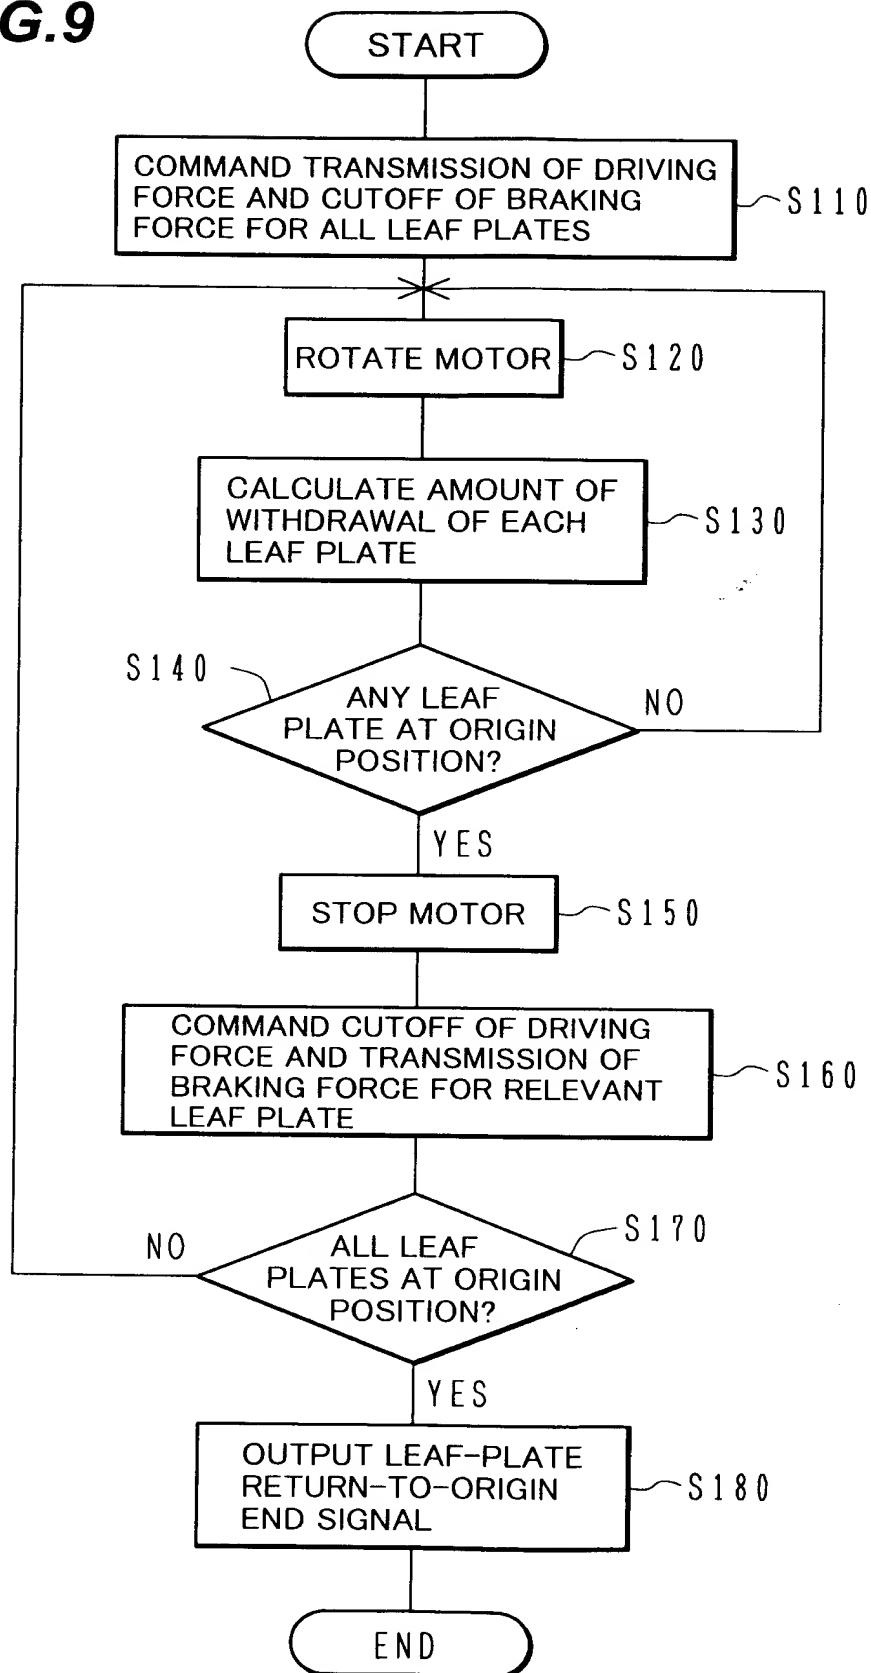 G.9
START
COMMAND TRANSMISSION OF DRIVING
FORCE AND CUTOFF OF BRAKING
FORCE FOR ALL LEAF PLATES
S110
ROTATE MOTOR
S120
CALCULATE AMOUNT OF
WITHDRAWAL OF EACH
LEAF PLATE
S130
S140
ANY LEAF
PLATE AT ORIGIN
POSITION?
NO
YES
STOP MOTOR
S150
COMMAND CUTOFF OF DRIVING
FORCE AND TRANSMISSION OF
BRAKING FORCE FOR RELEVANT
LEAF PLATE
S160
S170
NO
ALL LEAF
PLATES AT ORIGIN
POSITION?
YES
OUTPUT LEAF-PLATE
RETURN-TO-ORIGIN
END SIGNAL
S180
END